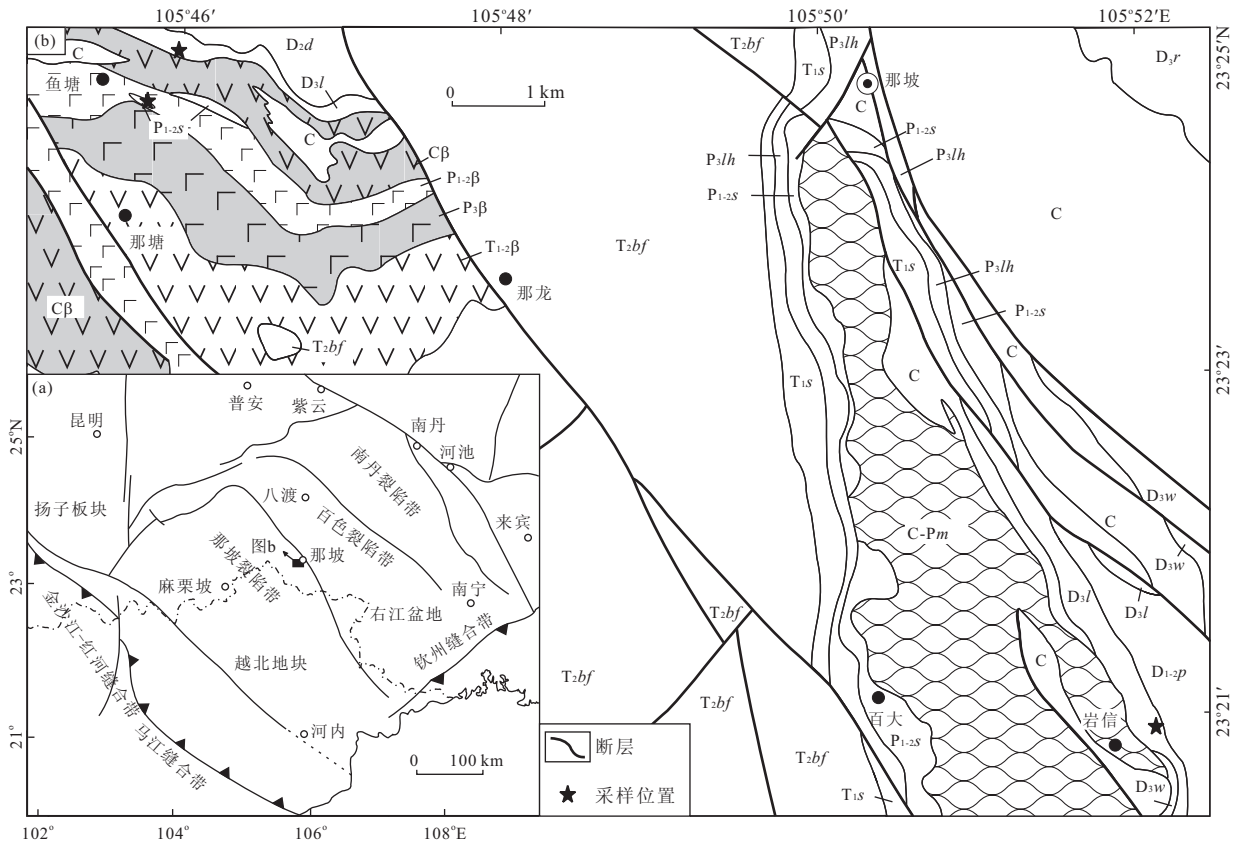 105°46′
105°48′
105°50′
105°52′E
(b)
C
鱼塘
D2d
D3l
P1-2s
C
Cβ
P1-2β
P3β
T1-2β
那塘
那龙
Cβ
T2bf
0 1 km
T2bf
T2bf
P3lh
T1s
那坡
C
D3r
23°25′N
P1-2s
P3lh
P3lh
P1-2s
C
T1s
P3lh
P1-2s
C
T1s
C
23°23′
C-Pm
C
D3w
D3w
D3l
D3l
D1-2p
C
T2bf
T2bf
T2bf
T2bf
百大
P1-2s
T1s
岩信
D3w
23°21′
断层
采样位置
(a)
25°N
23°
21°
昆明
普安
紫云
南丹
河池
南丹裂陷带
扬子板块
八渡
百色裂陷带
来宾
那坡裂陷带
图b
那坡
麻栗坡
南宁
右江盆地
金沙江-红河缝合带
越北地块
钦州缝合带
马江缝合带
河内
0 100 km
102°
104°
106°
108°E